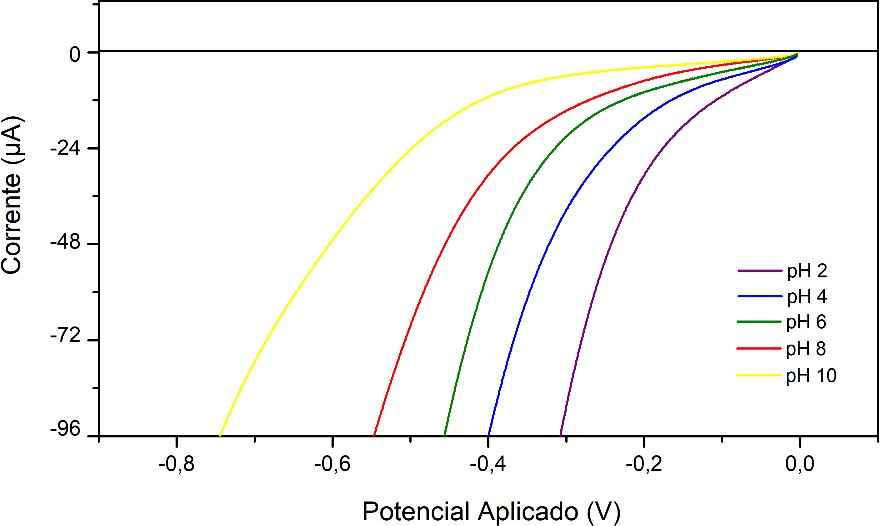 0
-24
-48
-72
-96
Corrente (µA)
pH 2
pH 4
pH 6
pH 8
pH 10
-0,8
-0,6
-0,4
-0,2
0,0
Potencial Aplicado (V)